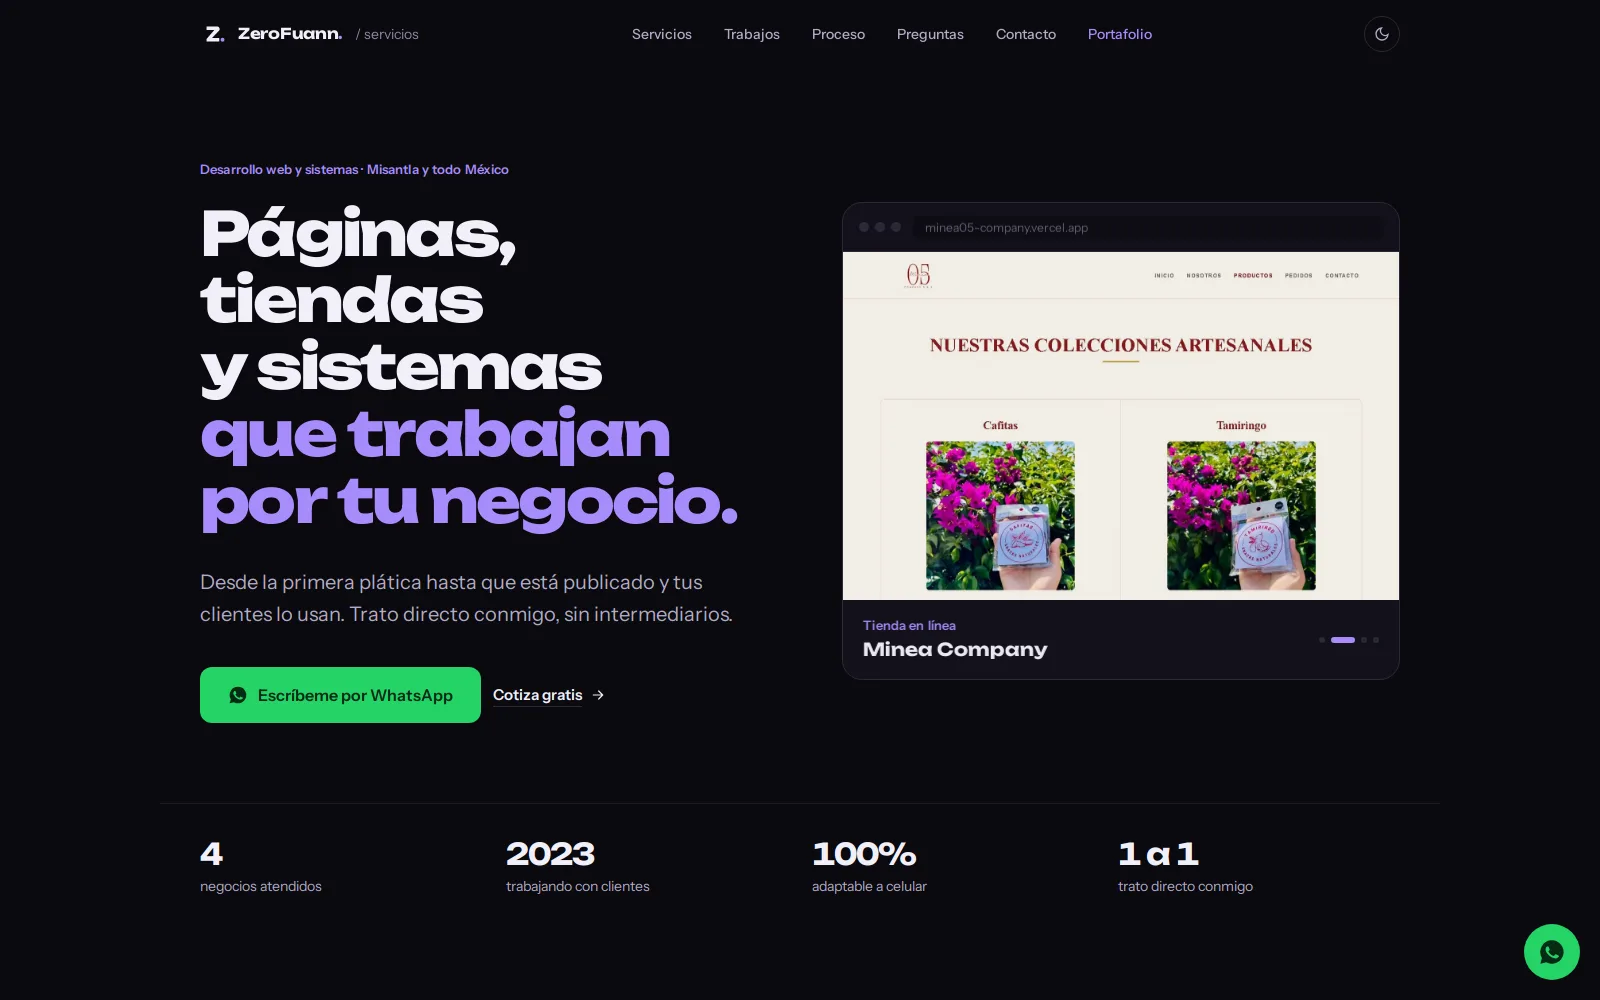 Z. ZeroFuann. / servicios
Servicios Trabajos Proceso Preguntas Contacto Portafolio
Desarrollo web y sistemas · Misantla y todo México
Páginas,
tiendas
y sistemas
que trabajan
por tu negocio.
Desde la primera plática hasta que está publicado y tus
clientes lo usan. Trato directo conmigo, sin intermediarios.
Escríbeme por WhatsApp
Cotiza gratis →
minea05-company.vercel.app
05
INICIO NOSOTROS PRODUCTOS PEDIDOS CONTACTO
NUESTRAS COLECCIONES ARTESANALES
Cafitas
Tamiringo
CAFITAS
TAMIRINGO
Tienda en línea
Minea Company
4
negocios atendidos
2023
trabajando con clientes
100%
adaptable a celular
1 a 1
trato directo conmigo